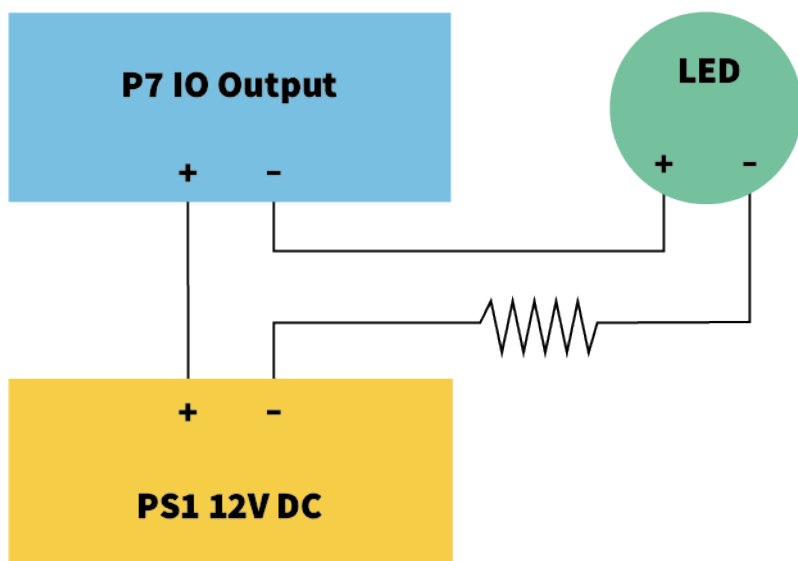 P7 IO Output
LED
+ –
+ –
+ –
PS1 12V DC